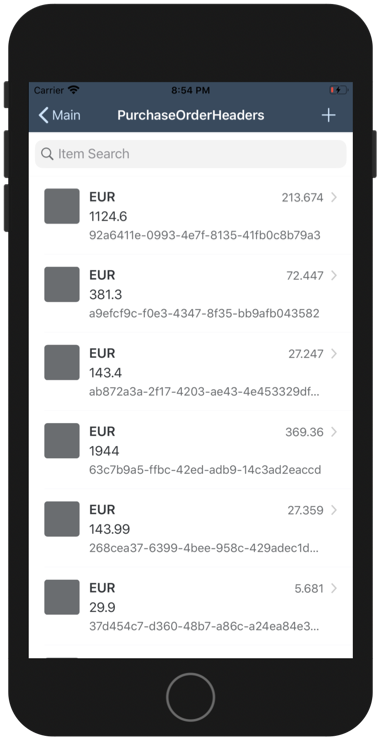 Carrier 8:54 PM
Main PurchaseOrderHeaders +
Item Search
EUR 213.674
1124.6
92a6411e-0993-4e7f-8135-41fb0c8b79a3
EUR 72.447
381.3
a9efcf9c-f0e3-4347-8f35-bb9afb043582
EUR 27.247
143.4
ab872a3a-2f17-4203-ae43-4e453329df...
EUR 369.36
1944
63c7b9a5-ffbc-42ed-adb9-14c3ad2eaccd
EUR 27.359
143.99
268cea37-6399-4bee-958c-429adec1d...
EUR 5.681
29.9
37d454c7-d360-48b7-a86c-a24ea84e3...